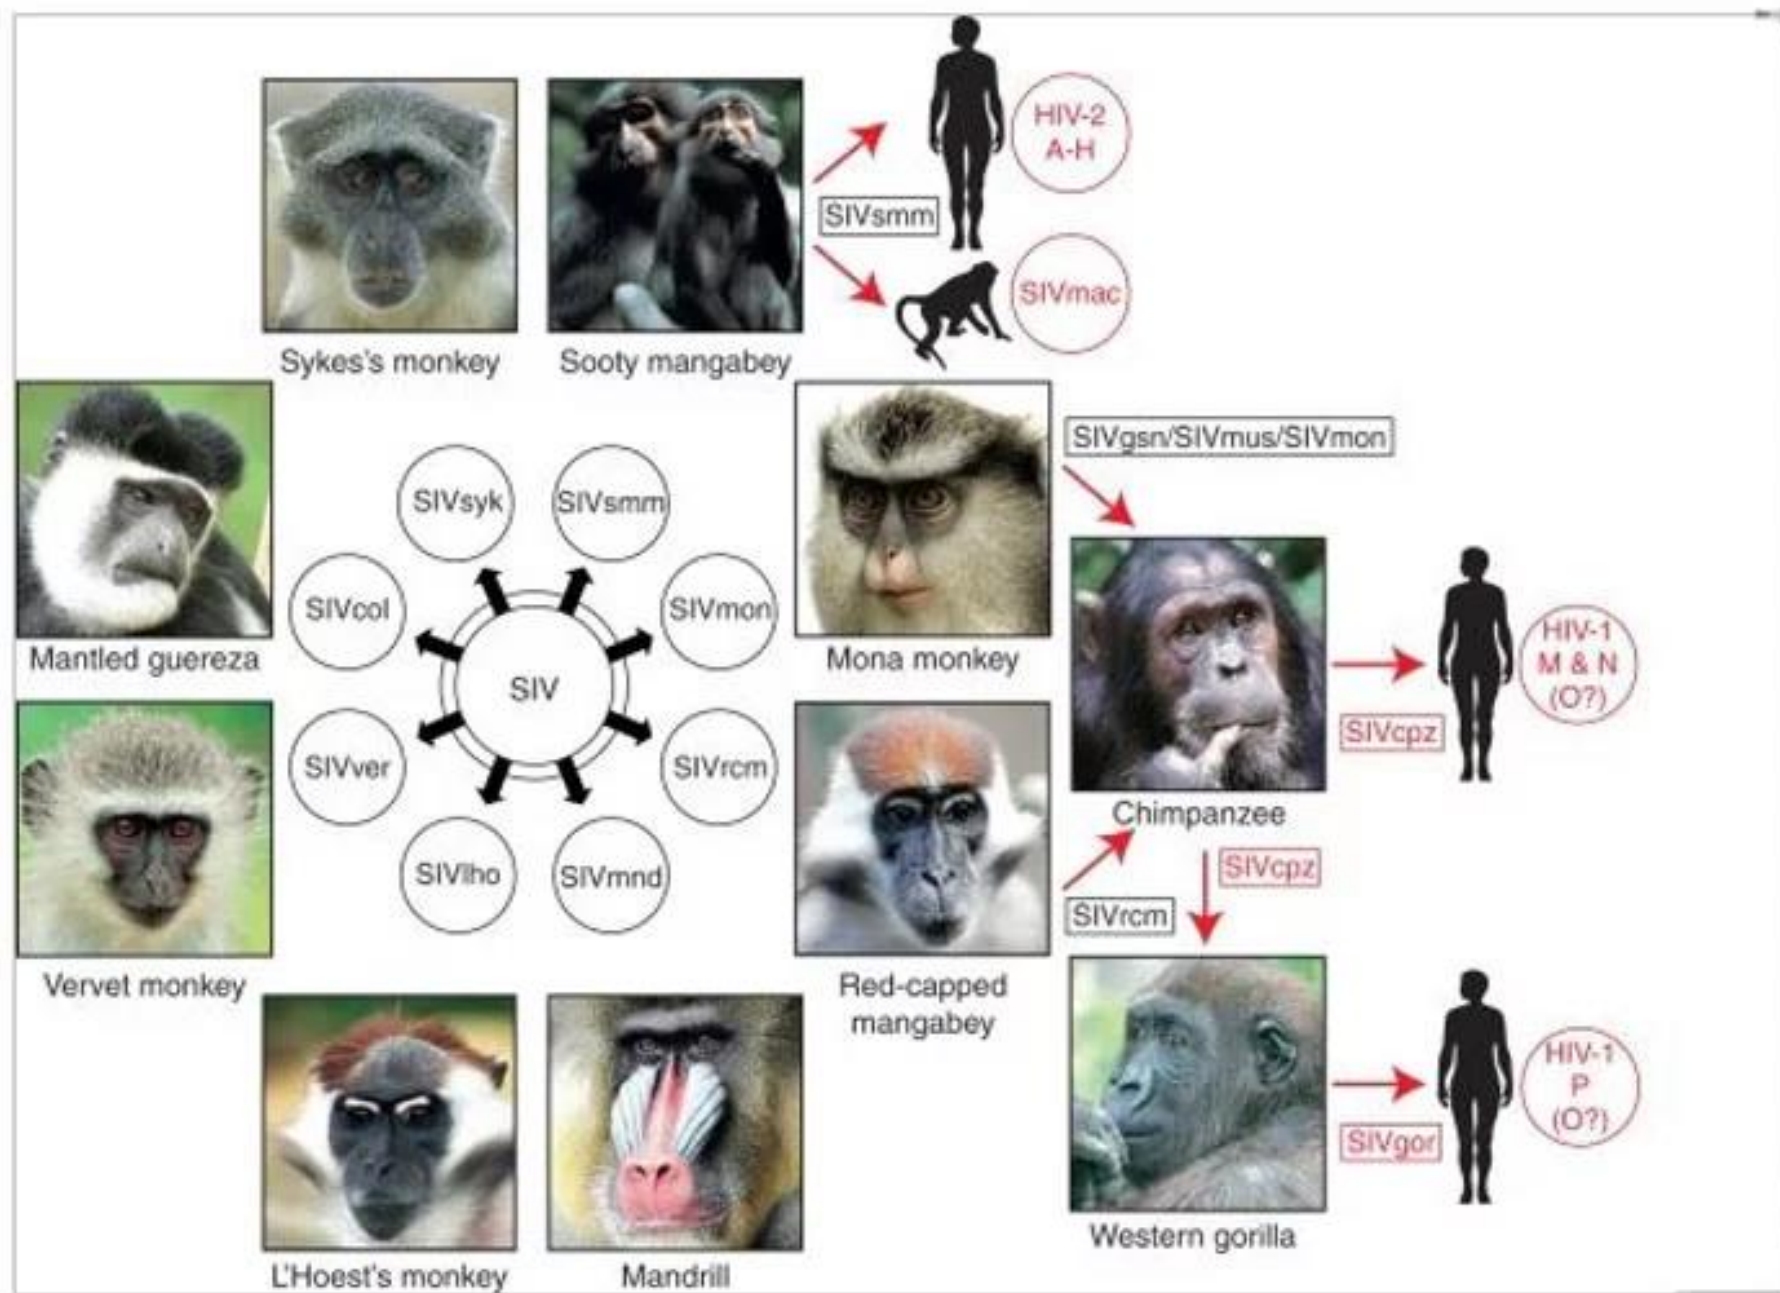 HIV-2
A-H
SIVsmm
SIVmac
Sykes's monkey
Sooty mangabey
SIVgsn/SIVmus/SIVmon
SIVsyk
SIVsmm
SIVcol
SIVmon
Mantled guereza
Mona monkey
SIV
HIV-1
M & N
(O?)
SIVcpz
SIVver
SIVrcm
Chimpanzee
SIVlho
SIVmnd
SIVcpz
SIVrcm
Vervet monkey
Red-capped
mangabey
HIV-1
P
(O?)
SIVgor
Western gorilla
L'Hoest's monkey
Mandrill